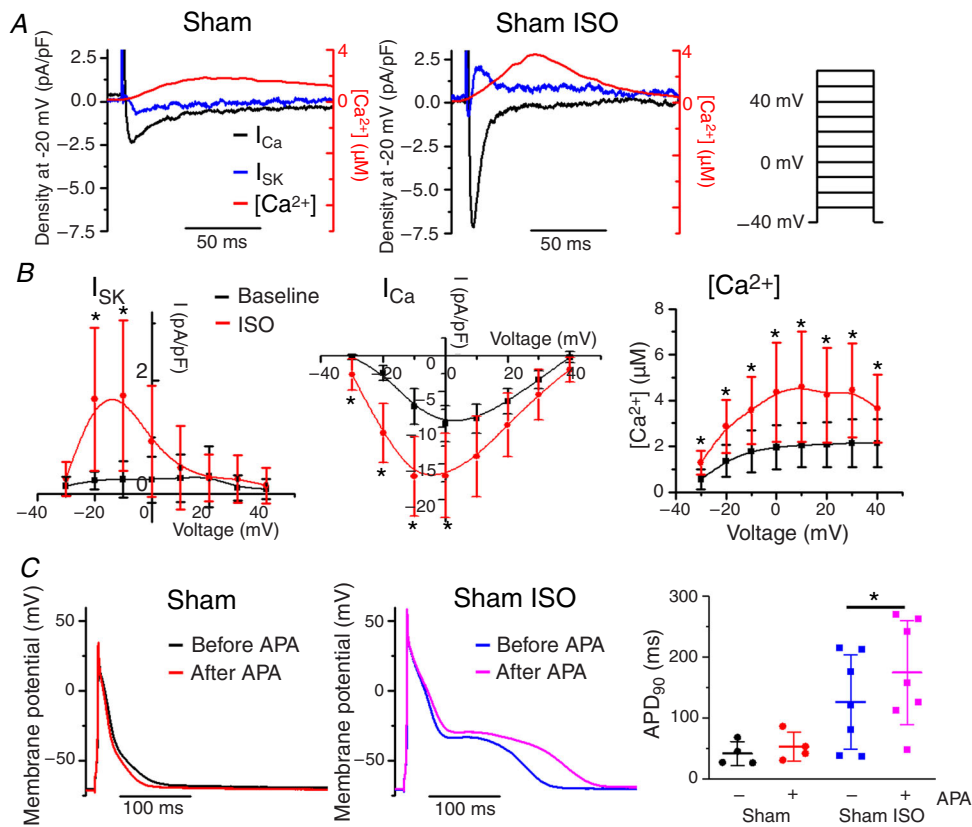 A
Sham
Sham ISO
2.5
0.0
−2.5
−5.0
−7.5
Density at -20 mV (pA/pF)
4
0
[Ca2+] (μM)
ICa
ISK
[Ca2+]
50 ms
2.5
0.0
−2.5
−5.0
−7.5
Density at -20 mV (pA/pF)
4
0
[Ca2+] (μM)
50 ms
40 mV
0 mV
−40 mV
B
ISK
Baseline
ISO
I (pA/pF)
* *
2
0
−40 −20 0 20 40
Voltage (mV)
ICa
I (pA/pF)
Voltage (mV)
−40 −20 0 20 40
0
−5
−10
−15
−20
* * * *
[Ca2+]
[Ca2+] (μM)
8
6
4
2
0
* * * * * * * *
−40 −20 0 20 40
Voltage (mV)
C
Sham
Membrane potential (mV)
50
0
−50
Before APA
After APA
100 ms
Sham ISO
Membrane potential (mV)
50
0
−50
Before APA
After APA
100 ms
APD90 (ms)
300
200
100
0
*
− + − + APA
Sham Sham ISO